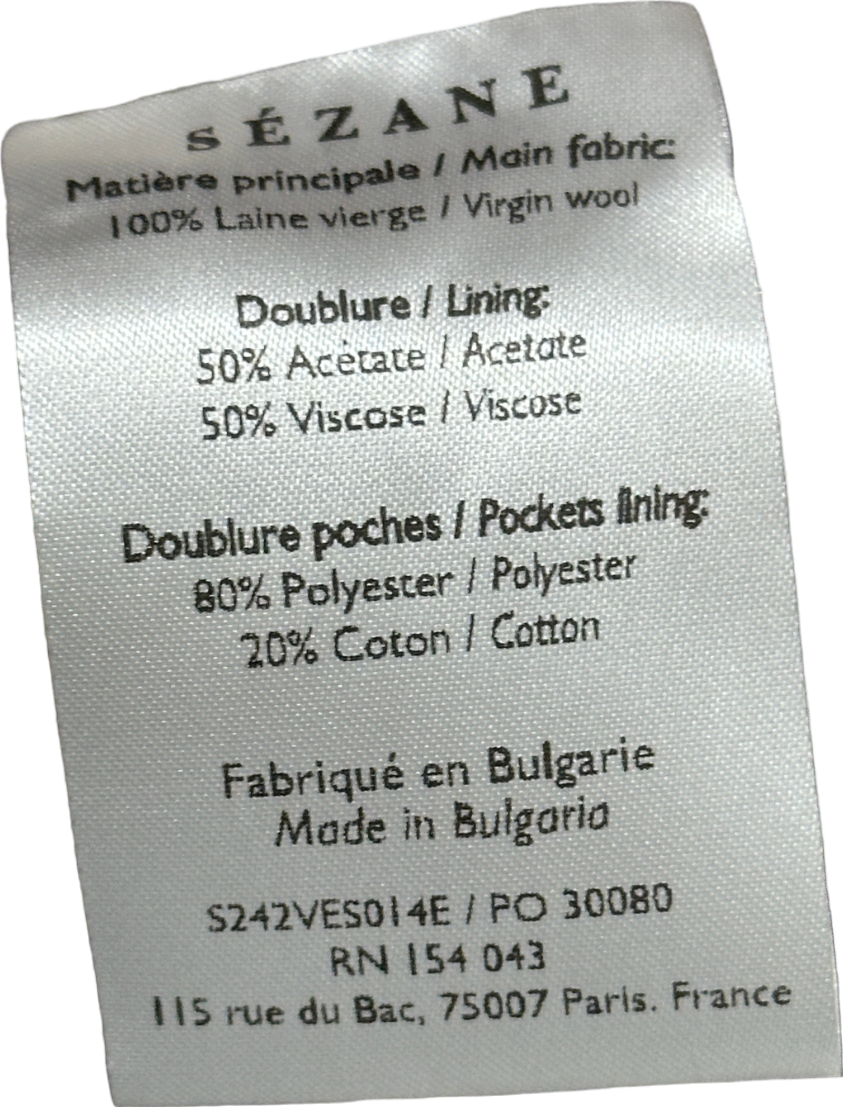 SÉZANE
Matière principale / Main fabric:
100% Laine vierge / Virgin wool
Doublure / Lining:
50% Acétate / Acetate
50% Viscose / Viscose
Doublure poches / Pockets lining:
80% Polyester / Polyester
20% Coton / Cotton
Fabriqué en Bulgarie
Made in Bulgaria
S242VES014E / PO 30080
RN 154 043
115 rue du Bac, 75007 Paris. France